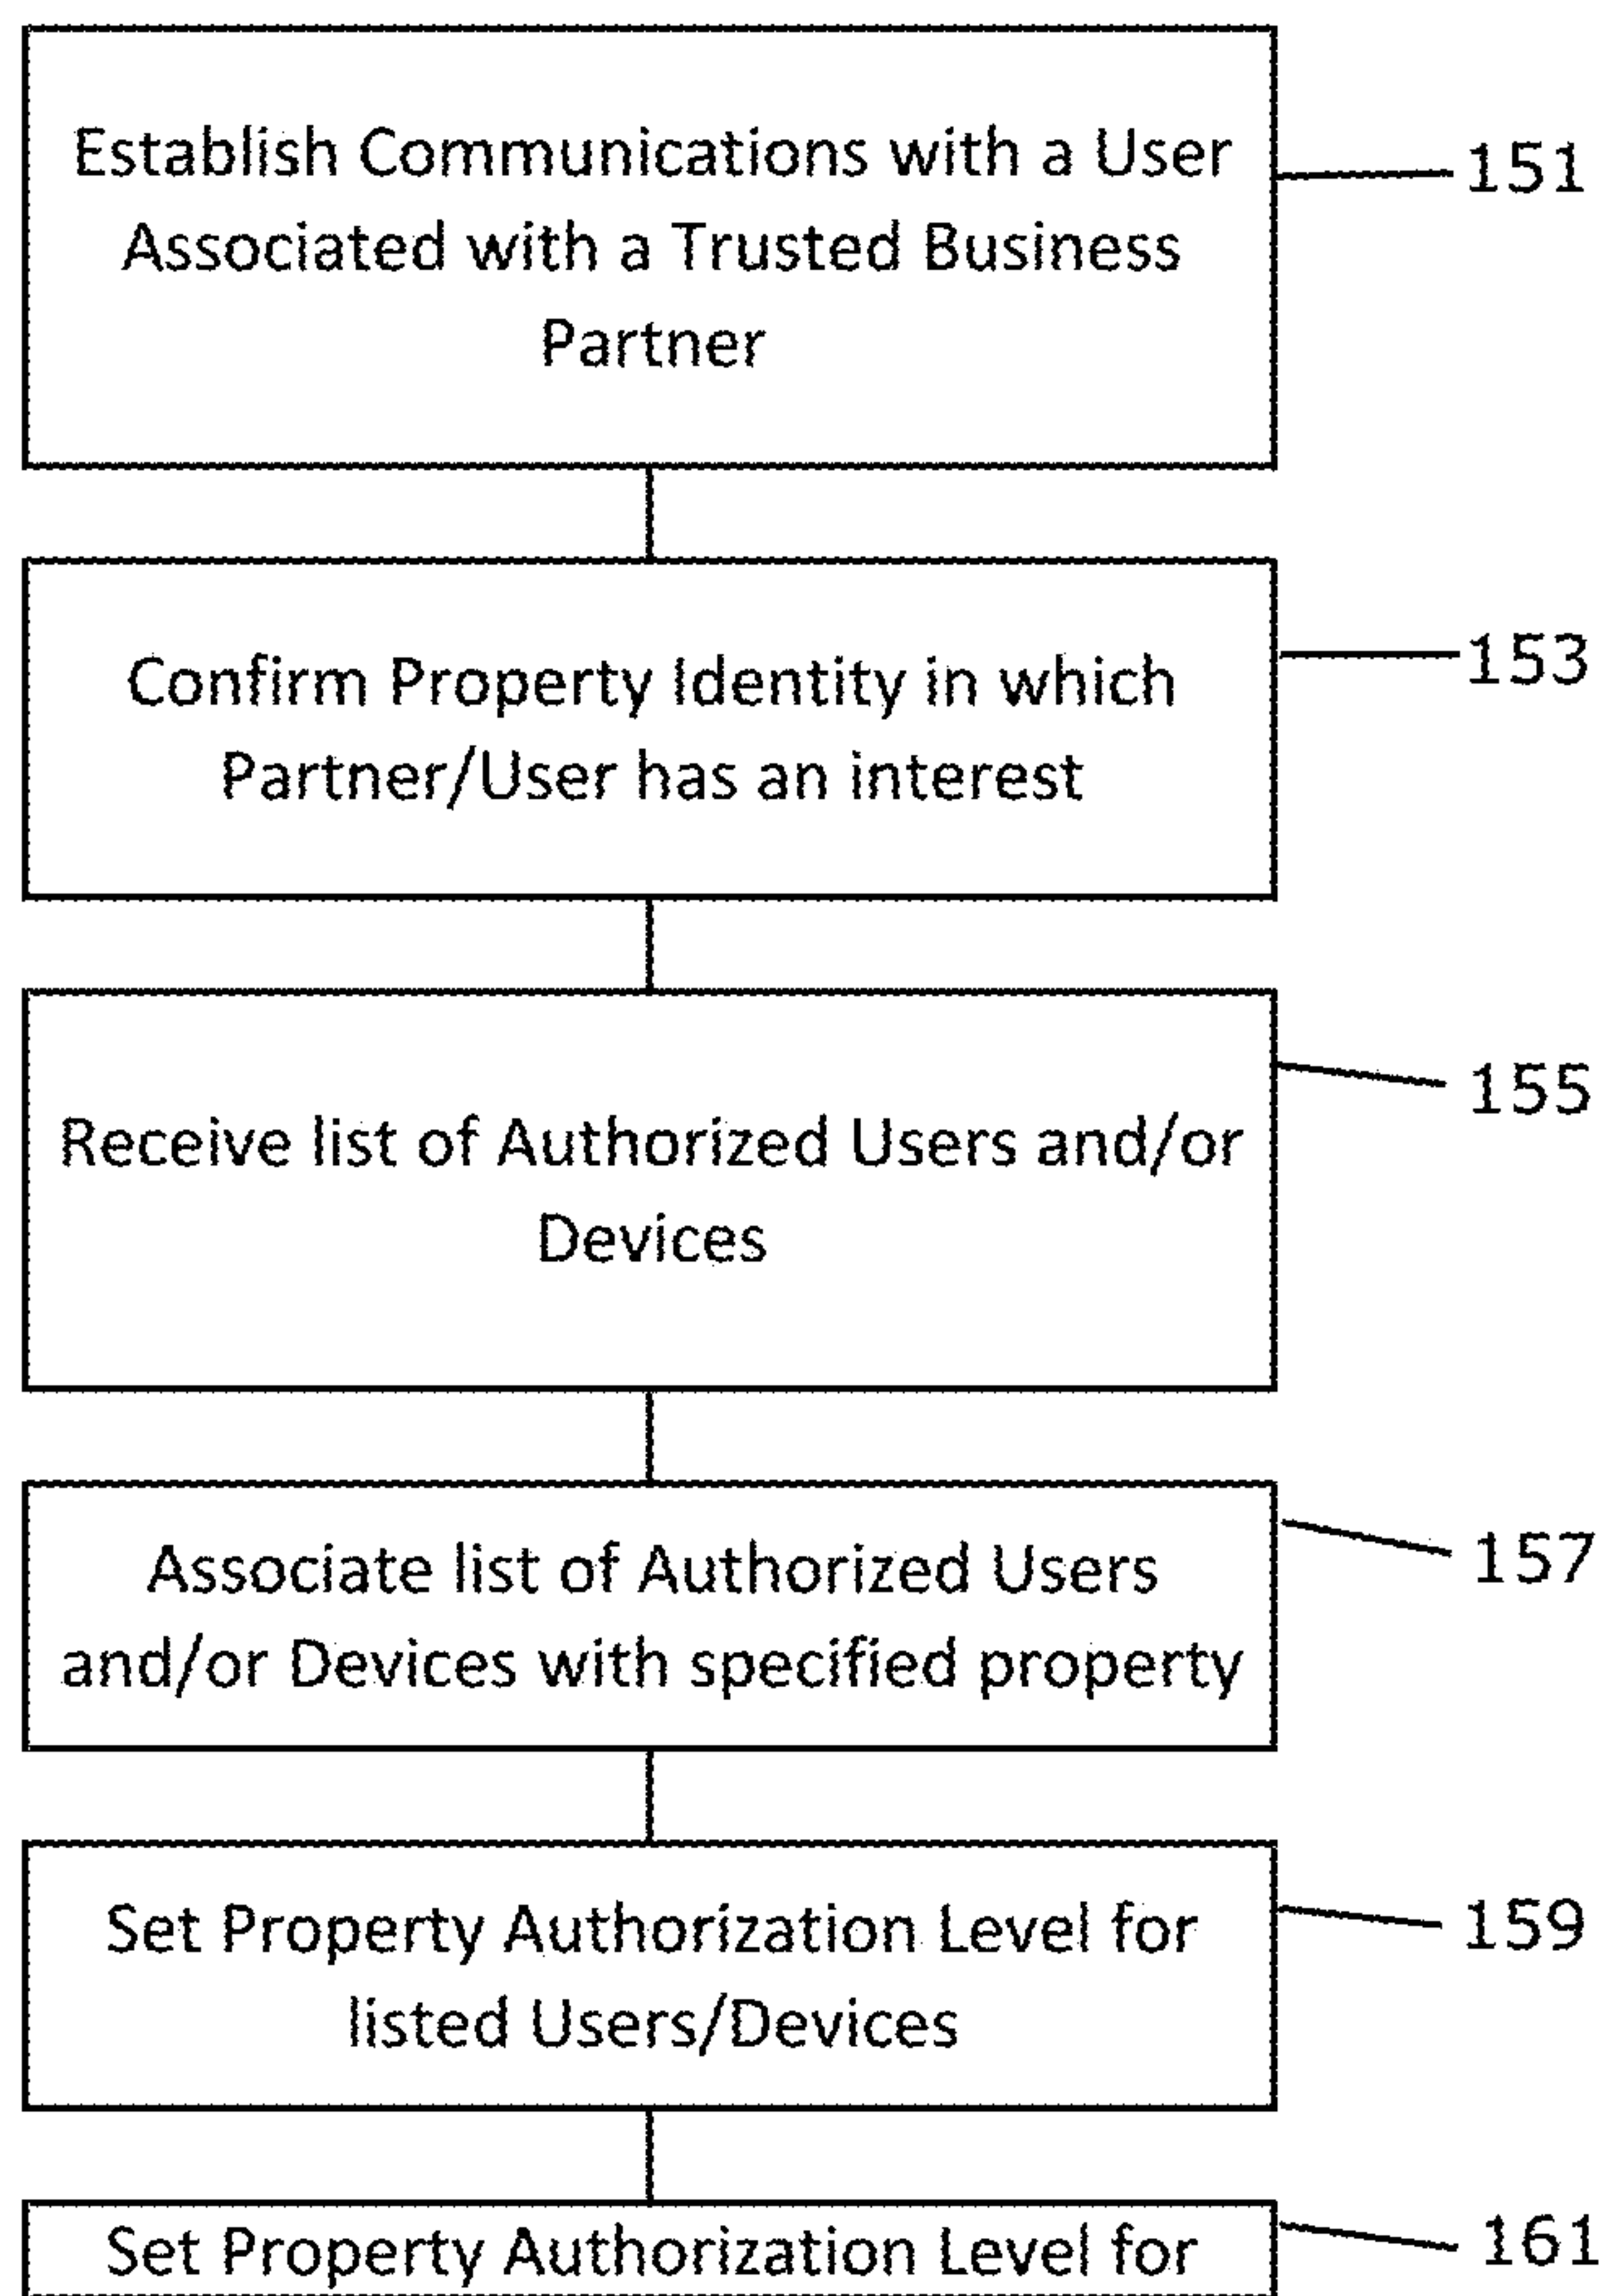 Establish Communications with a User
Associated with a Trusted Business
Partner
151
Confirm Property Identity in which
Partner/User has an interest
153
Receive list of Authorized Users and/or
Devices
155
Associate list of Authorized Users
and/or Devices with specified property
157
Set Property Authorization Level for
listed Users/Devices
159
Set Property Authorization Level for
161